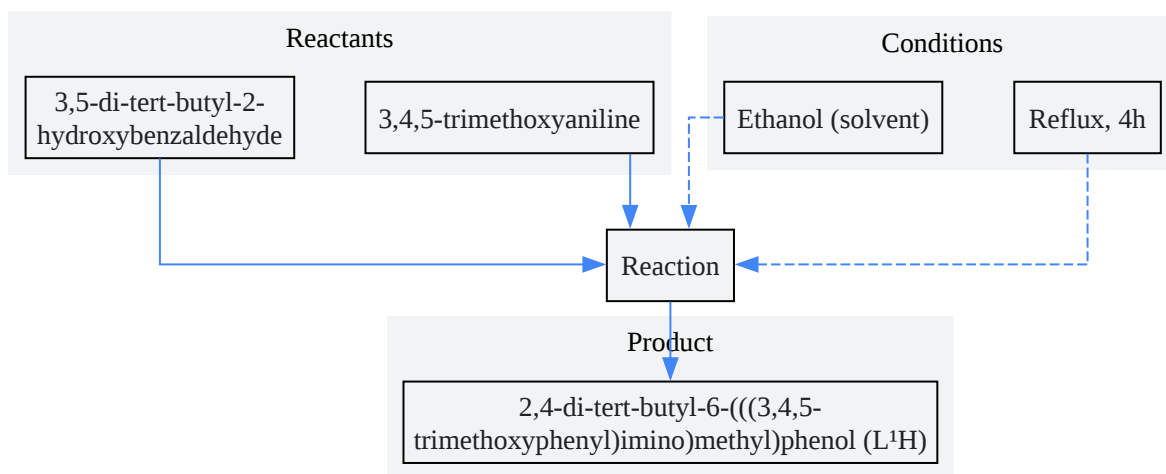 Reactants
Conditions
3,5-di-tert-butyl-2-
hydroxybenzaldehyde
3,4,5-trimethoxyaniline
Ethanol (solvent)
Reflux, 4h
Reaction
Product
2,4-di-tert-butyl-6-(((3,4,5-
trimethoxyphenyl)imino)methyl)phenol (L¹H)